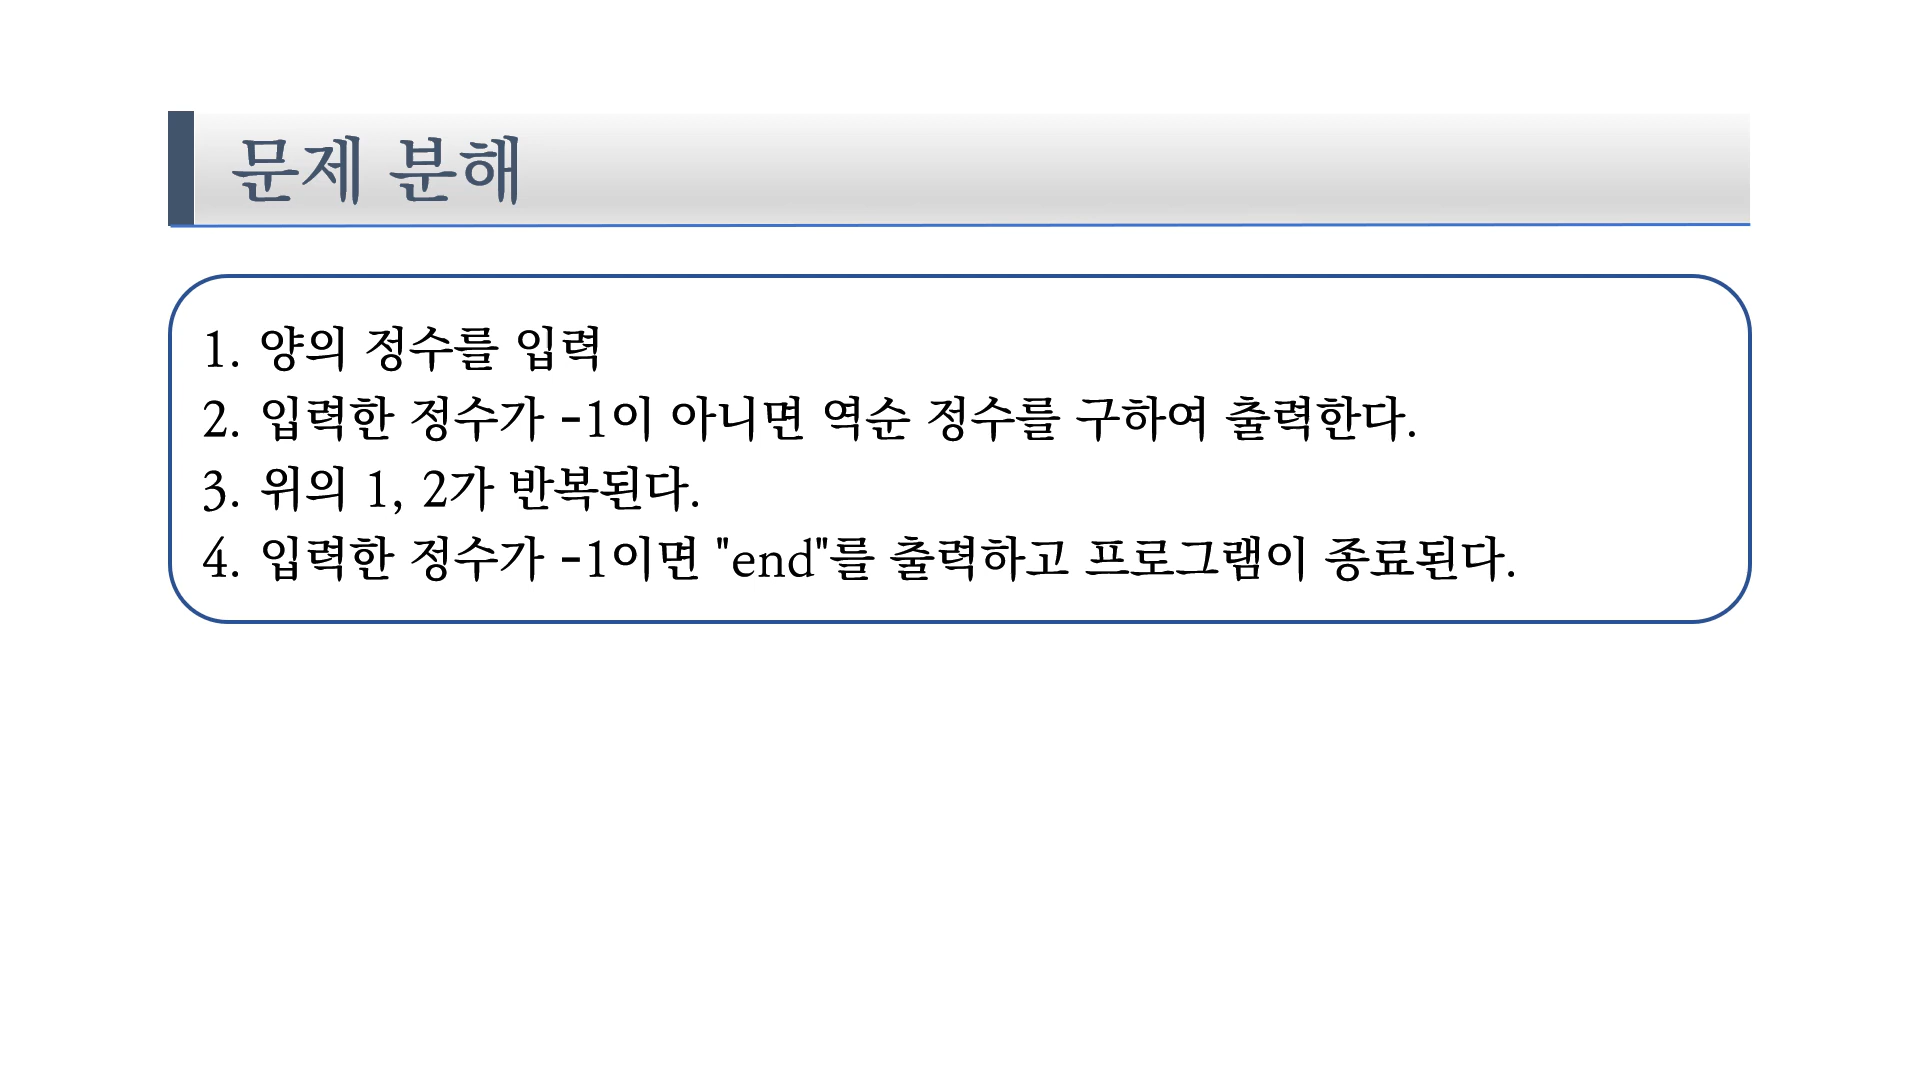 문제 분해
1. 양의 정수를 입력
2. 입력한 정수가 -1이 아니면 역순 정수를 구하여 출력한다.
3. 위의 1, 2가 반복된다.
4. 입력한 정수가 -1이면 "end"를 출력하고 프로그램이 종료된다.